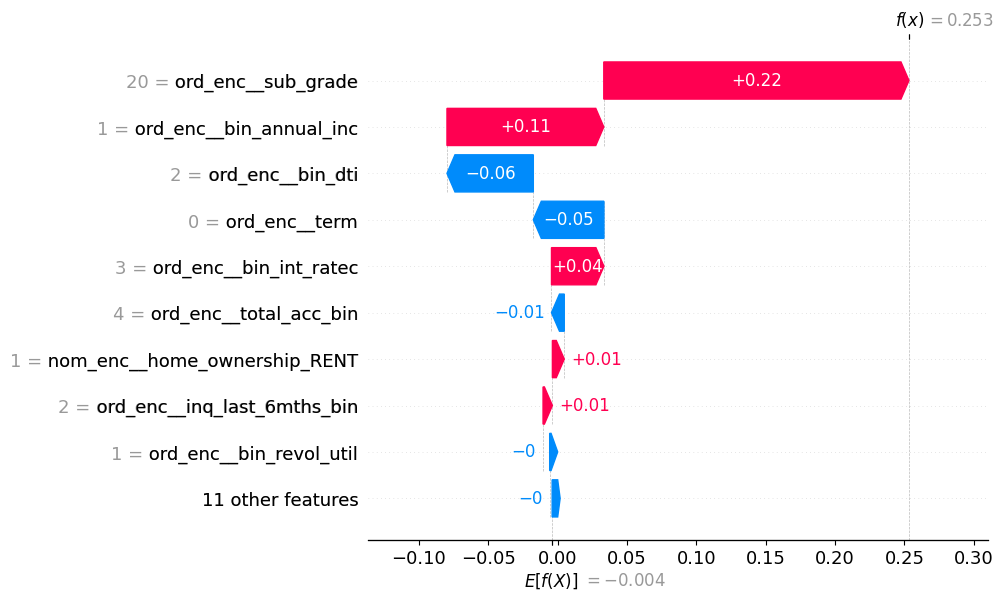 f(x) = 0.253
20 = ord_enc__sub_grade
+0.22
1 = ord_enc__bin_annual_inc
+0.11
2 = ord_enc__bin_dti
−0.06
0 = ord_enc__term
−0.05
3 = ord_enc__bin_int_ratec
+0.04
4 = ord_enc__total_acc_bin
−0.01
1 = nom_enc__home_ownership_RENT
+0.01
2 = ord_enc__inq_last_6mths_bin
+0.01
1 = ord_enc__bin_revol_util
−0
11 other features
−0
−0.10 −0.05 0.00 0.05 0.10 0.15 0.20 0.25 0.30
E[f(X)] = −0.004